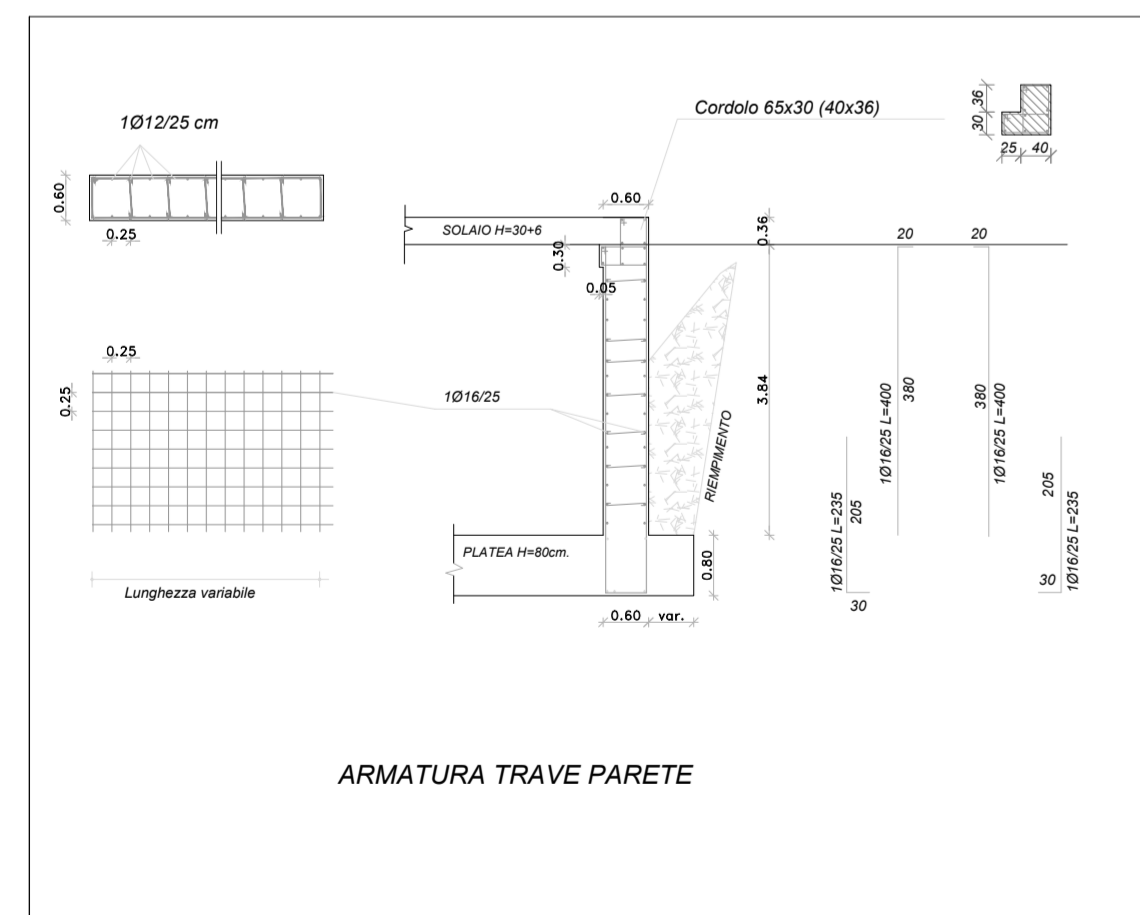 1Ø12/25 cm
0.60
0.25
Cordolo 65x30 (40x36)
36
30
25
40
0.60
SOLAIO H=30+6
0.36
0.30
0.05
20
20
0.25
0.25
1Ø16/25
3.84
RIEMPIMENTO
1Ø16/25 L=400
380
380
1Ø16/25 L=400
1Ø16/25 L=235
205
30
205
1Ø16/25 L=235
30
PLATEA H=80cm.
0.80
0.60
var.
Lunghezza variabile
ARMATURA TRAVE PARETE